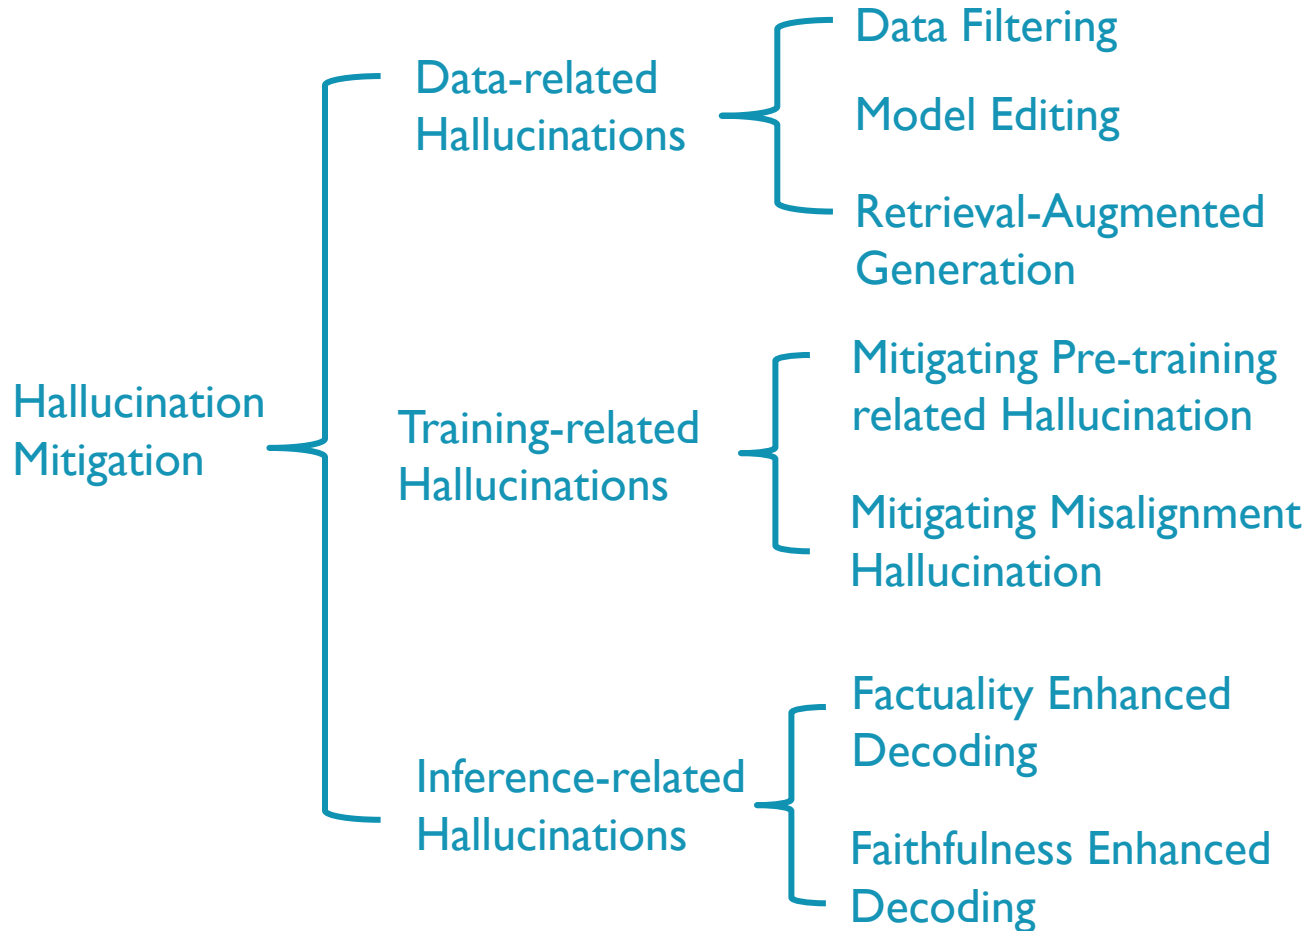 Hallucination
Mitigation
Data-related
Hallucinations
Data Filtering
Model Editing
Retrieval-Augmented
Generation
Training-related
Hallucinations
Mitigating Pre-training
related Hallucination
Mitigating Misalignment
Hallucination
Inference-related
Hallucinations
Factuality Enhanced
Decoding
Faithfulness Enhanced
Decoding